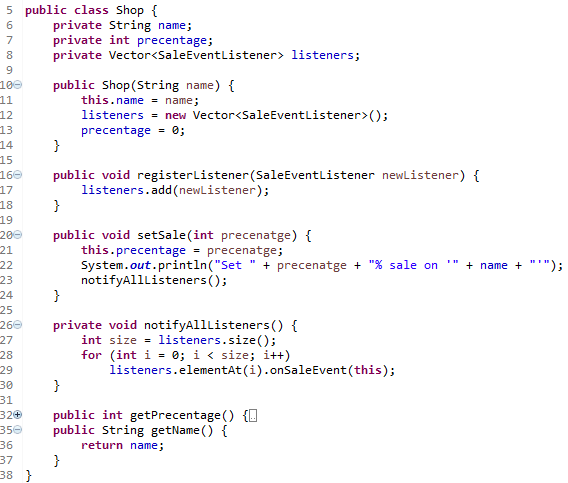 5 public class Shop {
6     private String name;
7     private int precentage;
8     private Vector<SaleEventListener> listeners;
9
10     public Shop(String name) {
11         this.name = name;
12         listeners = new Vector<SaleEventListener>();
13         precentage = 0;
14     }
15
16     public void registerListener(SaleEventListener newListener) {
17         listeners.add(newListener);
18     }
19
20     public void setSale(int precenatge) {
21         this.precentage = precenatge;
22         System.out.println("Set " + precenatge + "% sale on '" + name + "'");
23         notifyAllListeners();
24     }
25
26     private void notifyAllListeners() {
27         int size = listeners.size();
28         for (int i = 0; i < size; i++)
29             listeners.elementAt(i).onSaleEvent(this);
30     }
31
32     public int getPrecentage() {
35     public String getName() {
36         return name;
37     }
38 }